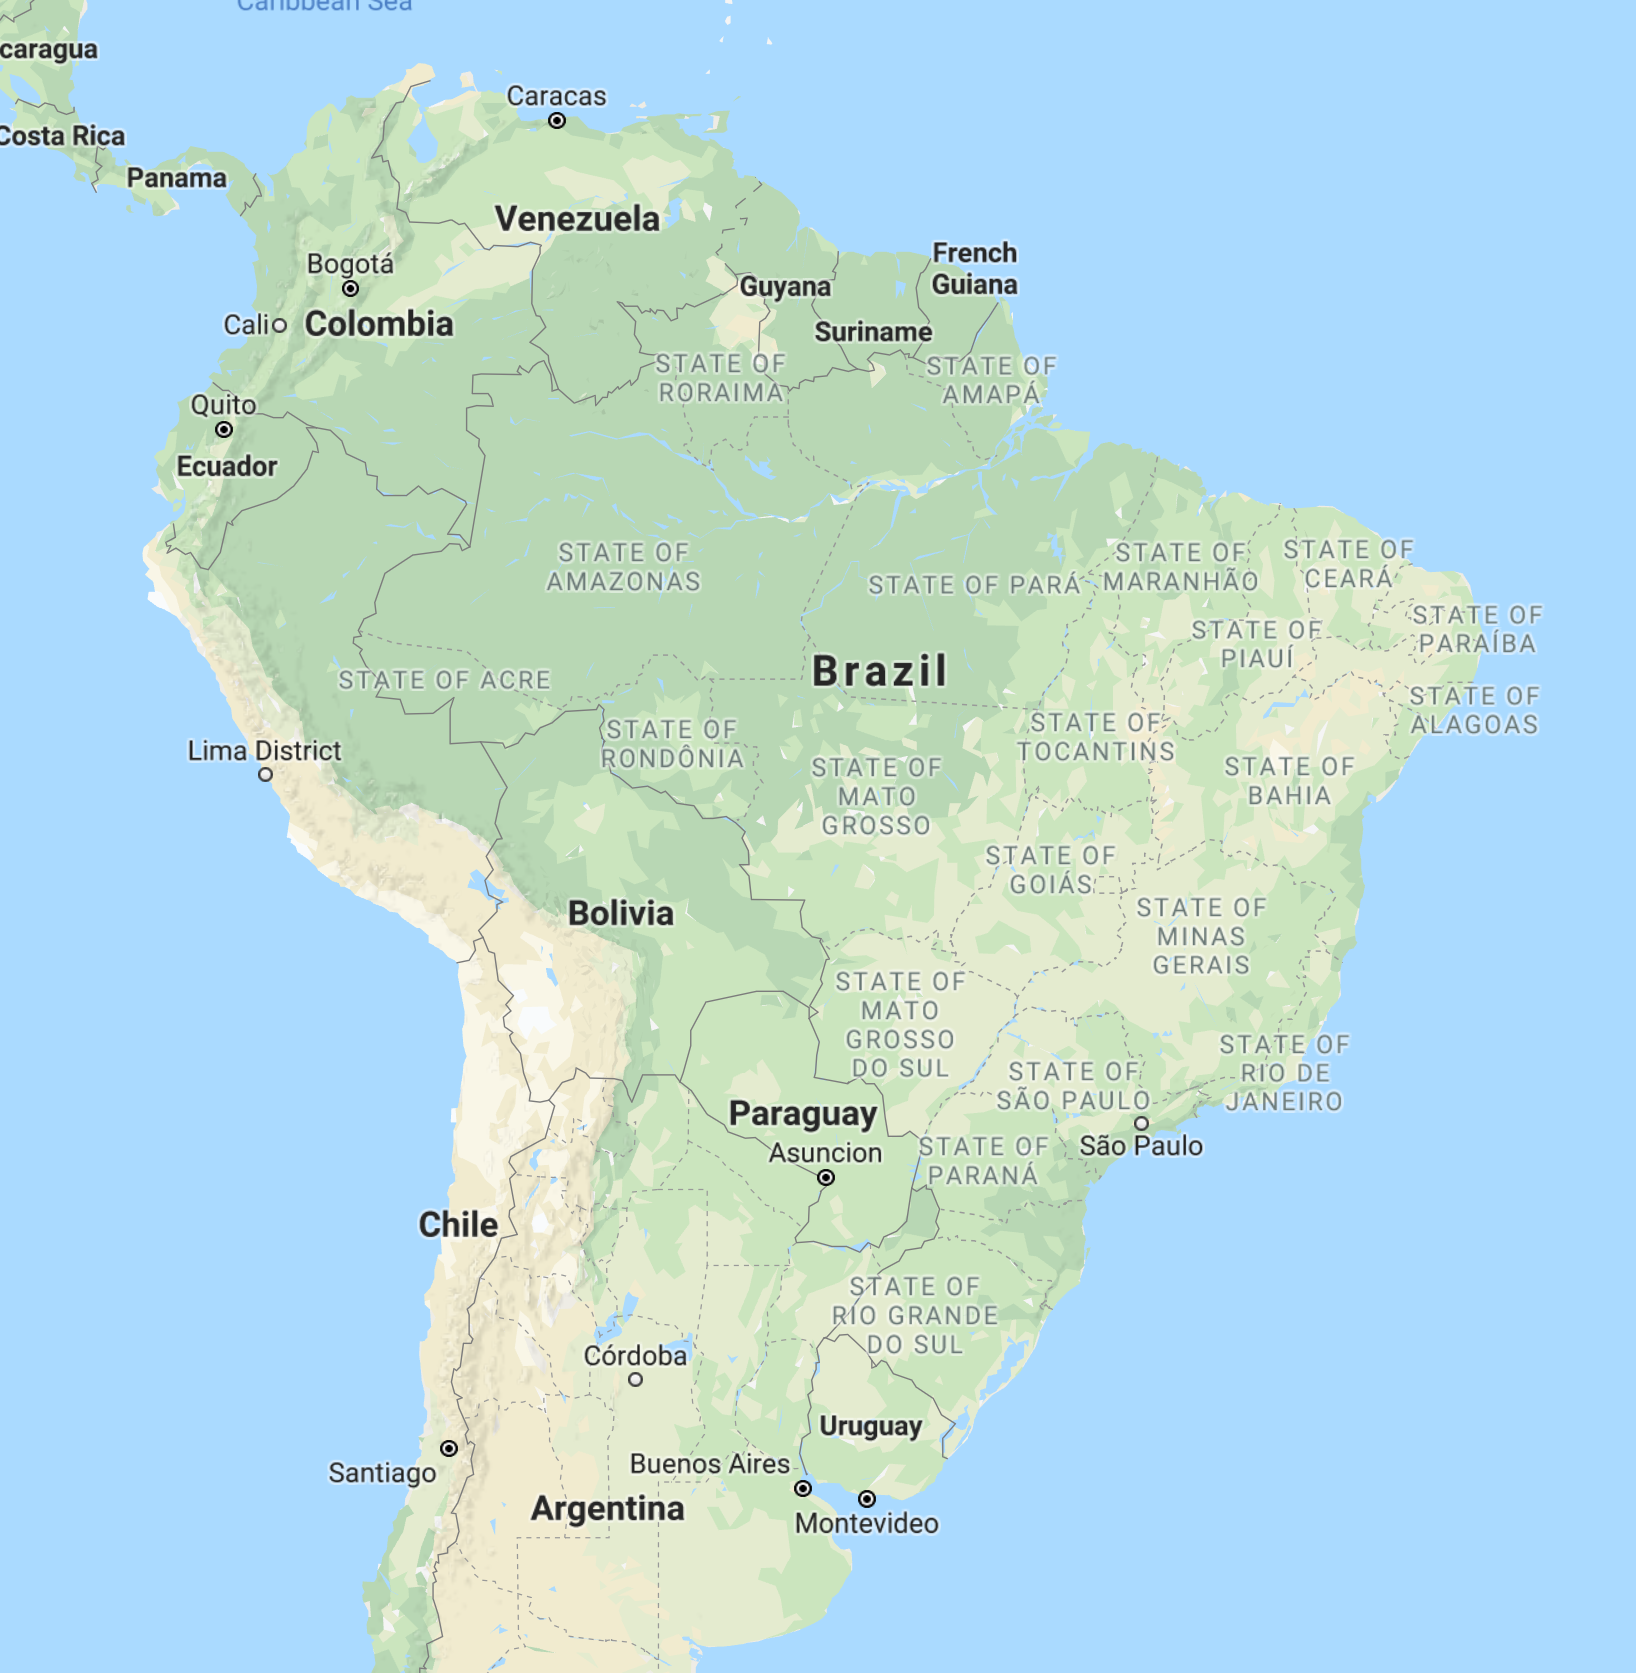 Caribbean Sea
caragua
Caracas
Costa Rica
Panama
Venezuela
Bogotá
French
Guiana
Guyana
Cali
Colombia
Suriname
STATE OF
RORAIMA
STATE OF
AMAPÁ
Quito
Ecuador
STATE OF
AMAZONAS
STATE OF PARÁ
STATE OF
MARANHÃO
STATE OF
CEARÁ
STATE OF
PARAÍBA
STATE OF
PIAUÍ
Brazil
STATE OF ACRE
STATE OF
ALAGOAS
STATE OF
RONDÔNIA
STATE OF
TOCANTINS
Lima District
STATE OF
MATO
GROSSO
STATE OF
BAHIA
STATE OF
GOIÁS
Bolivia
STATE OF
MINAS
GERAIS
STATE OF
MATO
GROSSO
DO SUL
STATE OF
RIO DE
JANEIRO
STATE OF
SÃO PAULO
Paraguay
Asuncion
STATE OF
PARANÁ
São Paulo
Chile
STATE OF
RIO GRANDE
DO SUL
Córdoba
Uruguay
Santiago
Buenos Aires
Argentina
Montevideo